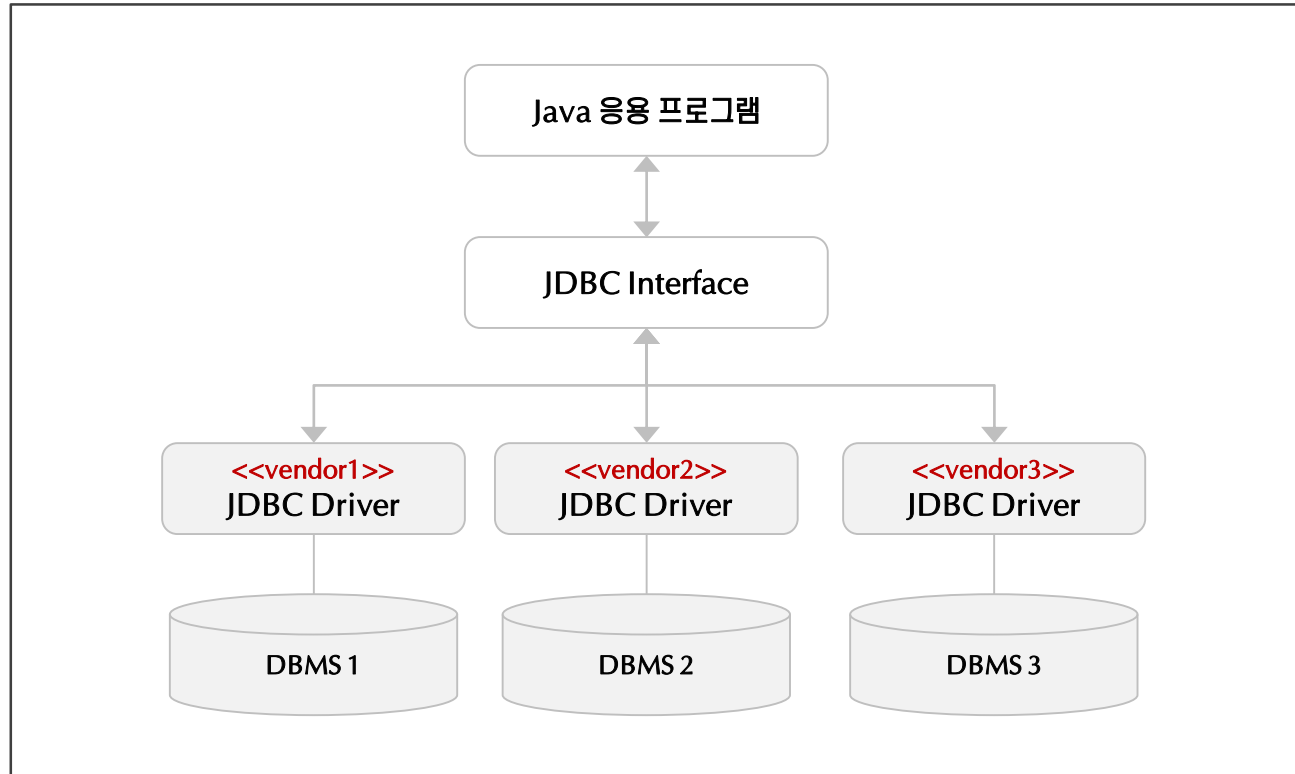 Java 응용 프로그램
JDBC Interface
<<vendor1>>
JDBC Driver
<<vendor2>>
JDBC Driver
<<vendor3>>
JDBC Driver
DBMS 1
DBMS 2
DBMS 3